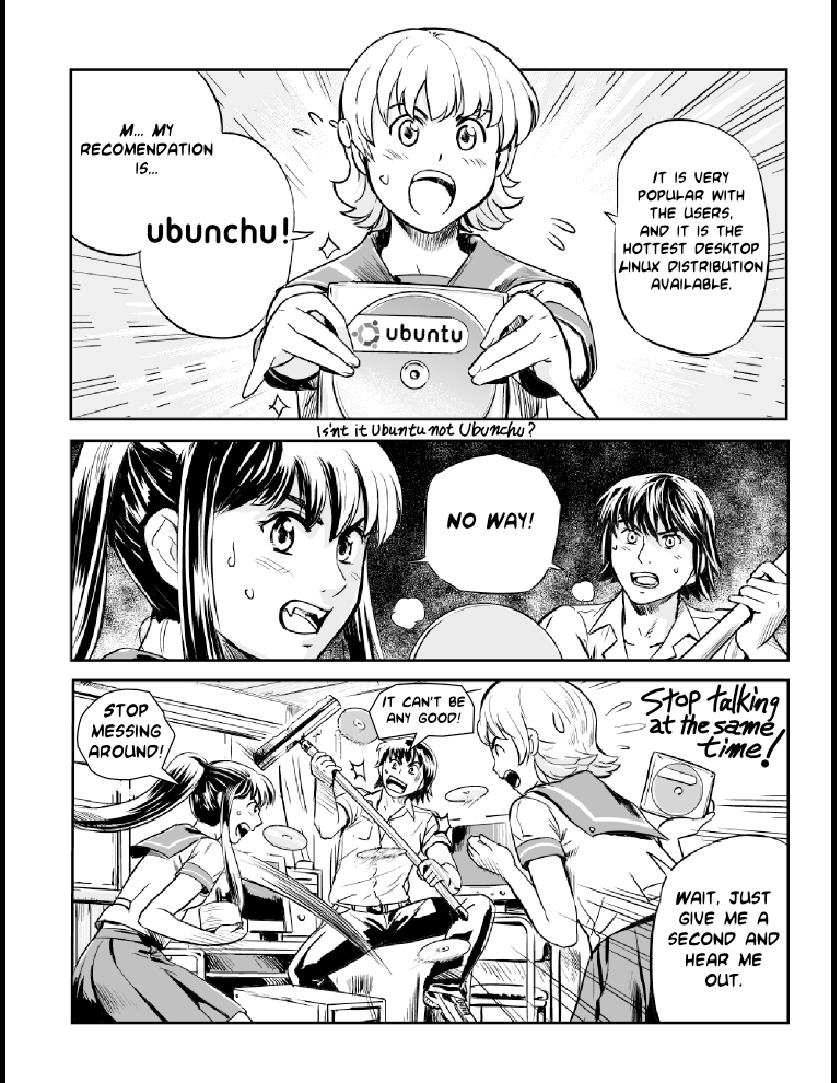 M... MY
RECOMENDATION
IS...
ubunchu!
IT IS VERY
POPULAR WITH
THE USERS,
AND IT IS THE
HOTTEST DESKTOP
LINUX DISTRIBUTION
AVAILABLE.
ubuntu
Is'nt it Ubuntu not Ubunchu?
NO WAY!
STOP
MESSING
AROUND!
IT CAN'T BE
ANY GOOD!
Stop talking
at the same
time!
WAIT, JUST
GIVE ME A
SECOND AND
HEAR ME
OUT.